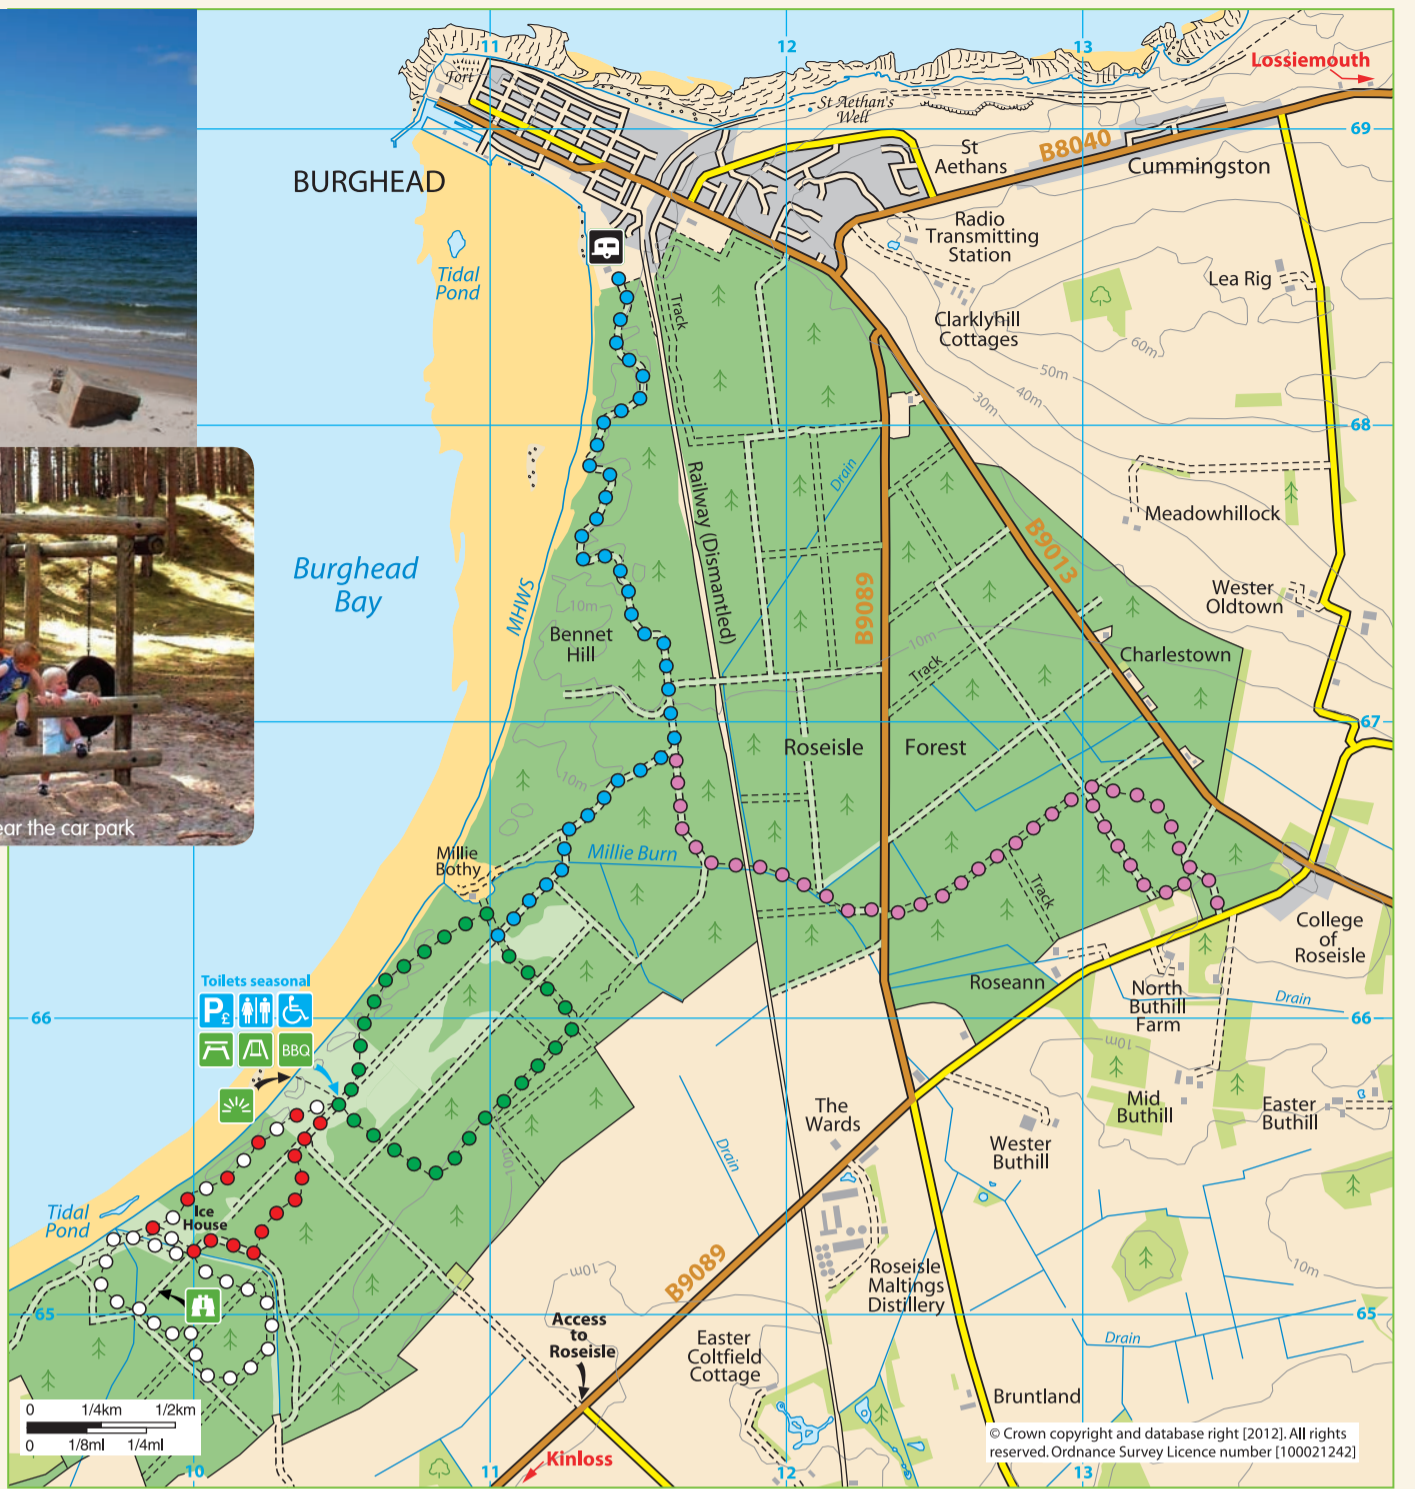 11
12
13
Lossiemouth
Fort
St Aethan's
Well
69
B8040
St
Aethans
Cummingston
BURGHEAD
Radio
Transmitting
Station
Tidal
Pond
Lea Rig
Track
Clarklyhill
Cottages
60m
50m
40m
30m
68
Drain
Railway (Dismantled)
Meadowhillock
B9013
Burghead
Bay
MHWS
10m
B9089
Wester
Oldtown
Bennet
Hill
10m
Track
Charlestown
67
Roseisle
Forest
10m
near the car park
Millie
Bothy
Millie Burn
Track
College
of
Roseisle
Toilets seasonal
P£
Roseann
North
Buthill
Farm
Drain
66
66
BBQ
10m
The
Wards
Mid
Buthill
Easter
Buthill
Drain
Wester
Buthill
10m
Tidal
Pond
Ice
House
10m
B9089
Roseisle
Maltings
Distillery
10m
65
65
Access
to
Roseisle
Easter
Coltfield
Cottage
Drain
Bruntland
0 1/4km 1/2km
0 1/8ml 1/4ml
© Crown copyright and database right [2012]. All rights
reserved. Ordnance Survey Licence number [100021242]
Kinloss
10
11
12
13